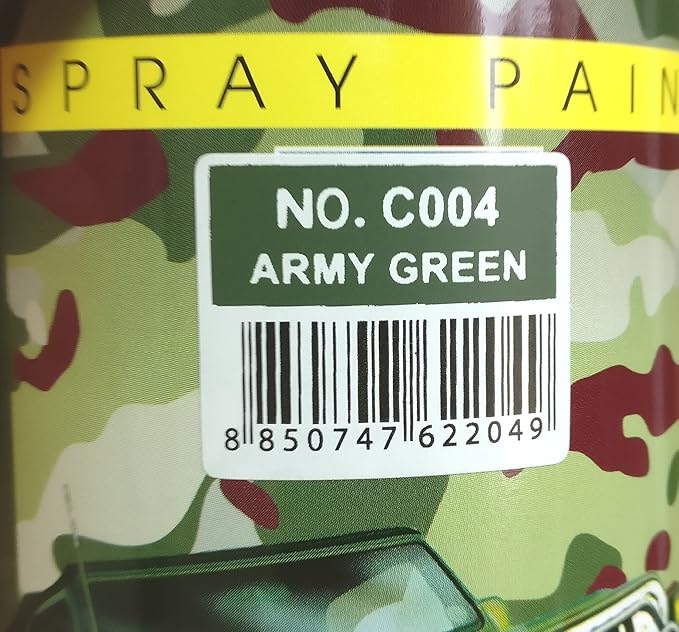 SPRAY PAIN
NO. C004
ARMY GREEN
8 850747 622049